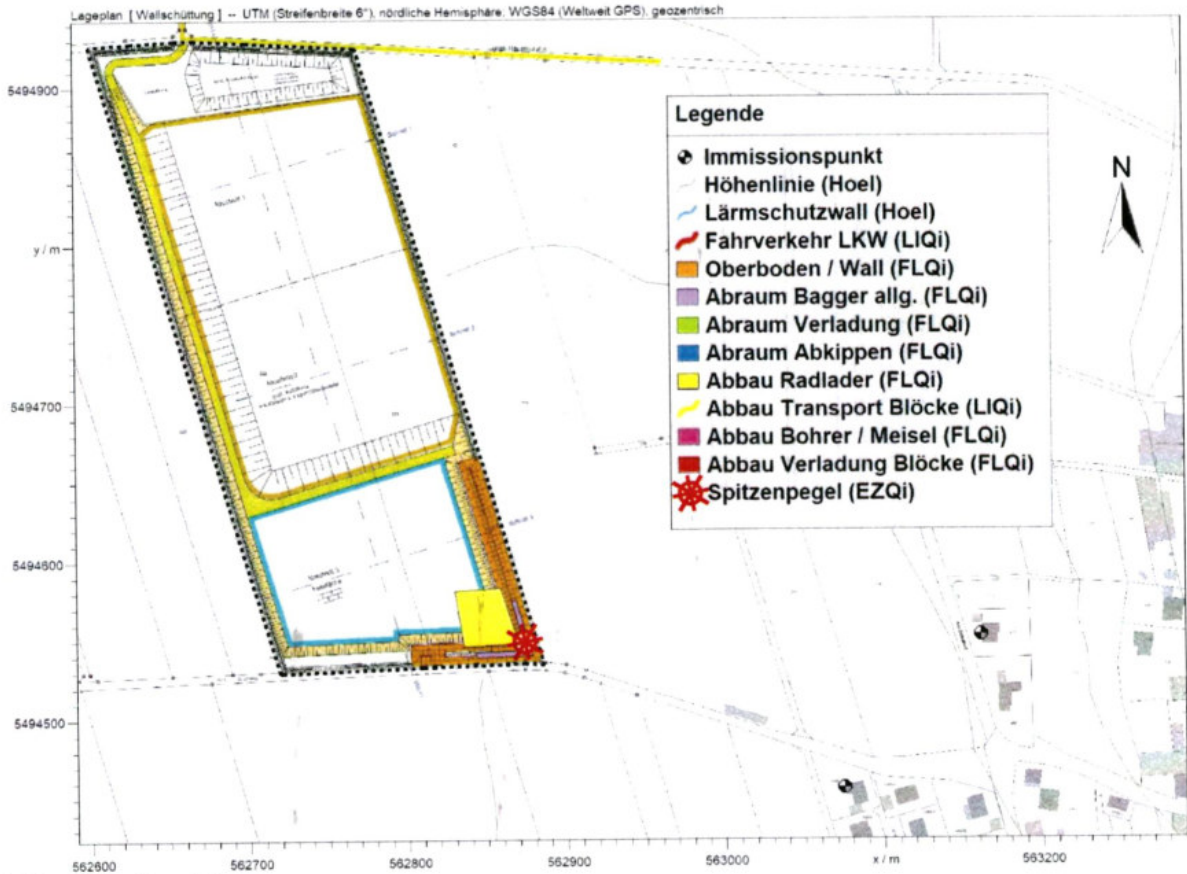 Lageplan [ Wallschüttung ] -- UTM (Streifenbreite 6°), nördliche Hemisphäre, WGS84 (Weltweit GPS), geozentrisch
5494900
y / m
5494700
5494600
5494500
562600
562700
562800
562900
563000
x / m
563200
Legende
Immissionspunkt
Höhenlinie (Hoel)
Lärmschutzwall (Hoel)
Fahrverkehr LKW (LIQi)
Oberboden / Wall (FLQi)
Abraum Bagger allg. (FLQi)
Abraum Verladung (FLQi)
Abraum Abkippen (FLQi)
Abbau Radlader (FLQi)
Abbau Transport Blöcke (LIQi)
Abbau Bohrer / Meisel (FLQi)
Abbau Verladung Blöcke (FLQi)
Spitzenpegel (EZQi)
N